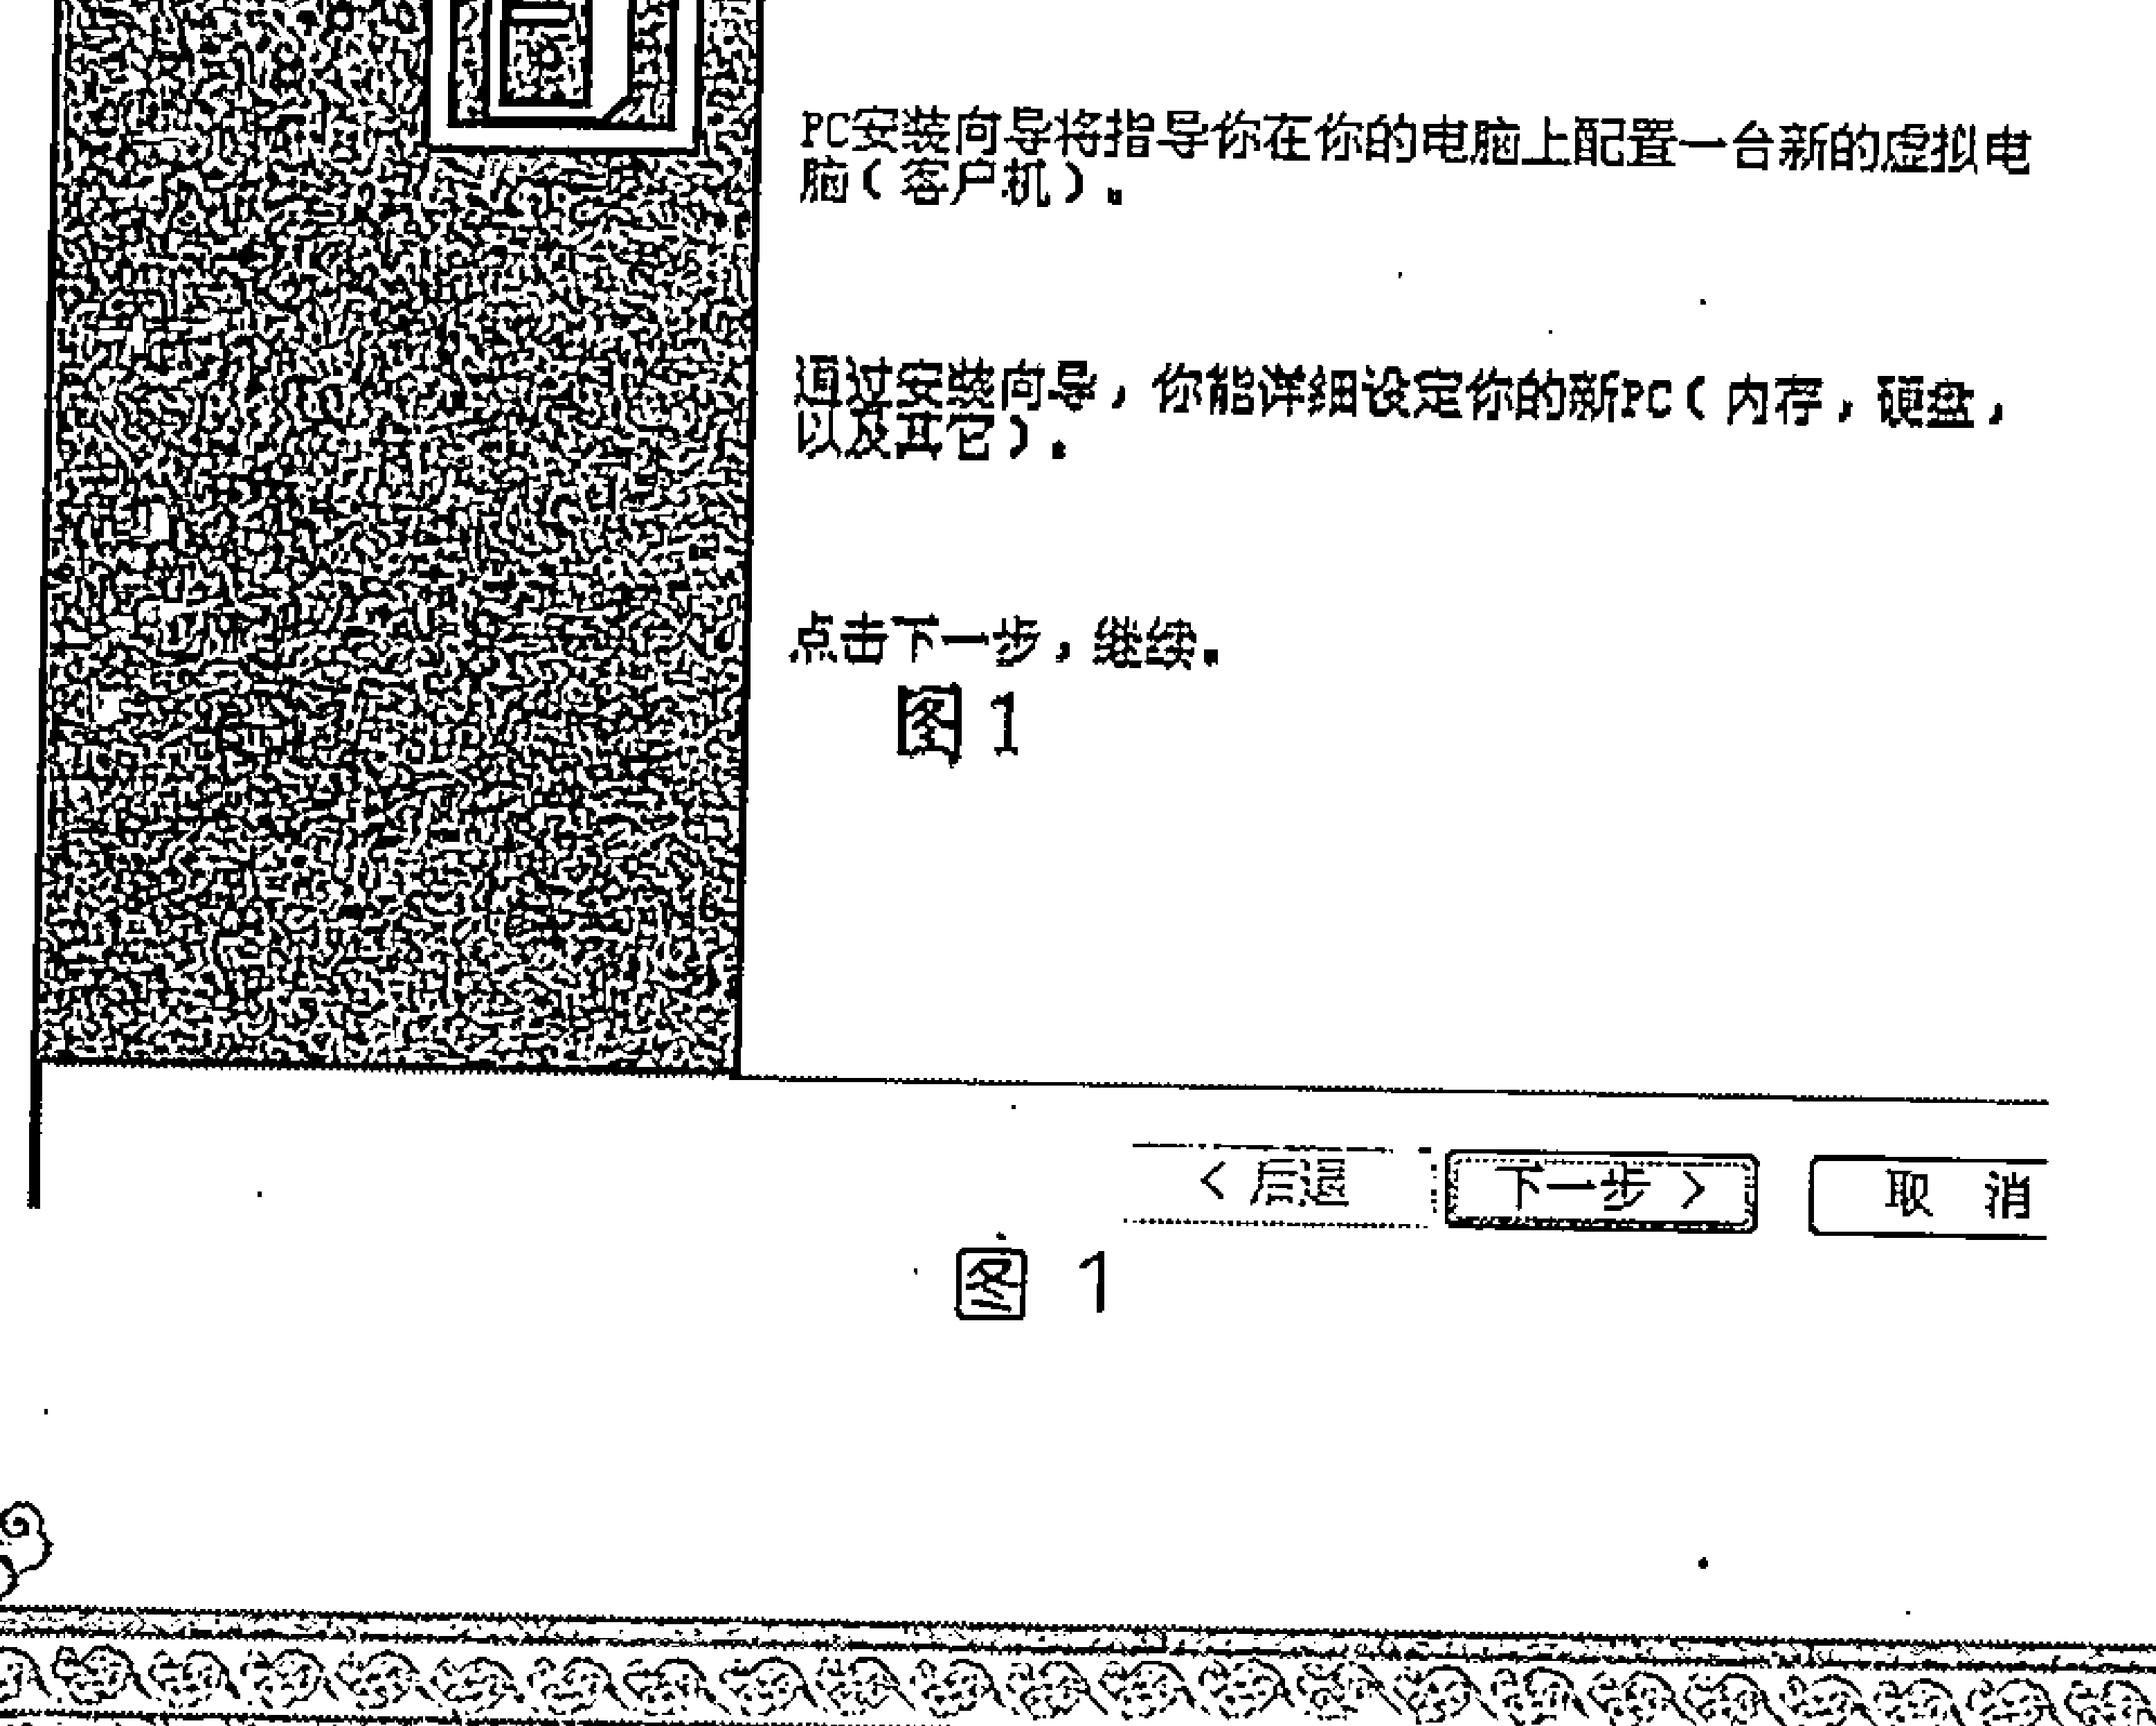 PC安装向导将指导你在你的电脑上配置一台新的虚拟电
脑(客户机)。
通过安装向导,你能详细设定你的新PC(内存,硬盘,
以及其它)。
点击下一步,继续。
图1
< 后退
下一步 >
取 消
图 1